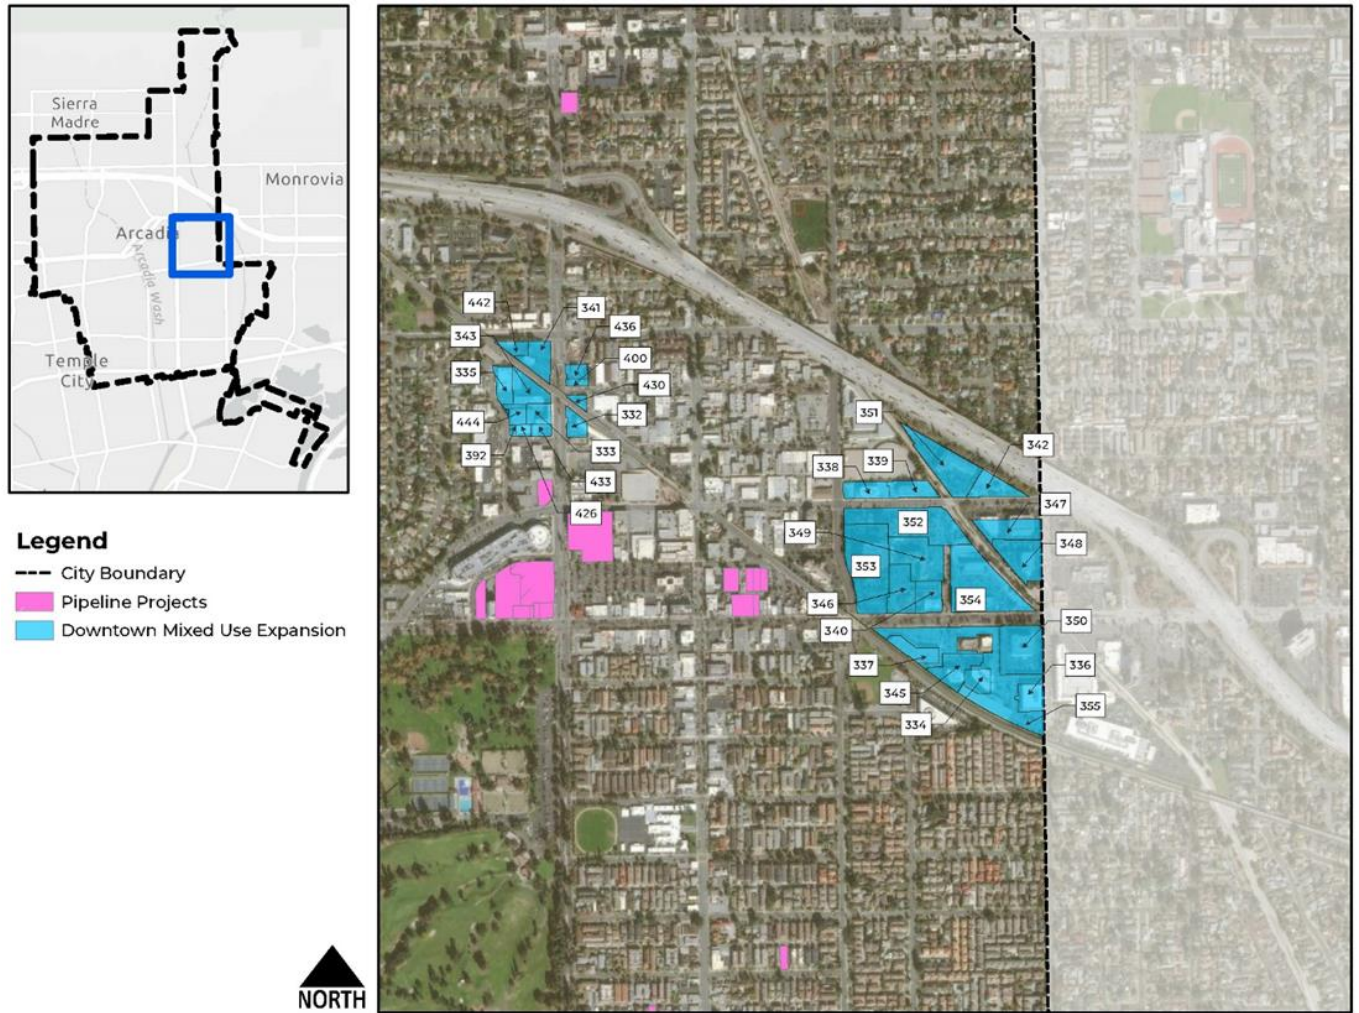 Sierra
Madre
Monrovia
Arcadia
Arcadia Wash
Temple
City
Legend
City Boundary
Pipeline Projects
Downtown Mixed Use Expansion
NORTH
442
341
343
436
400
335
430
332
444
392
333
433
426
351
342
338
339
347
349
352
348
353
346
354
340
350
337
336
345
334
355